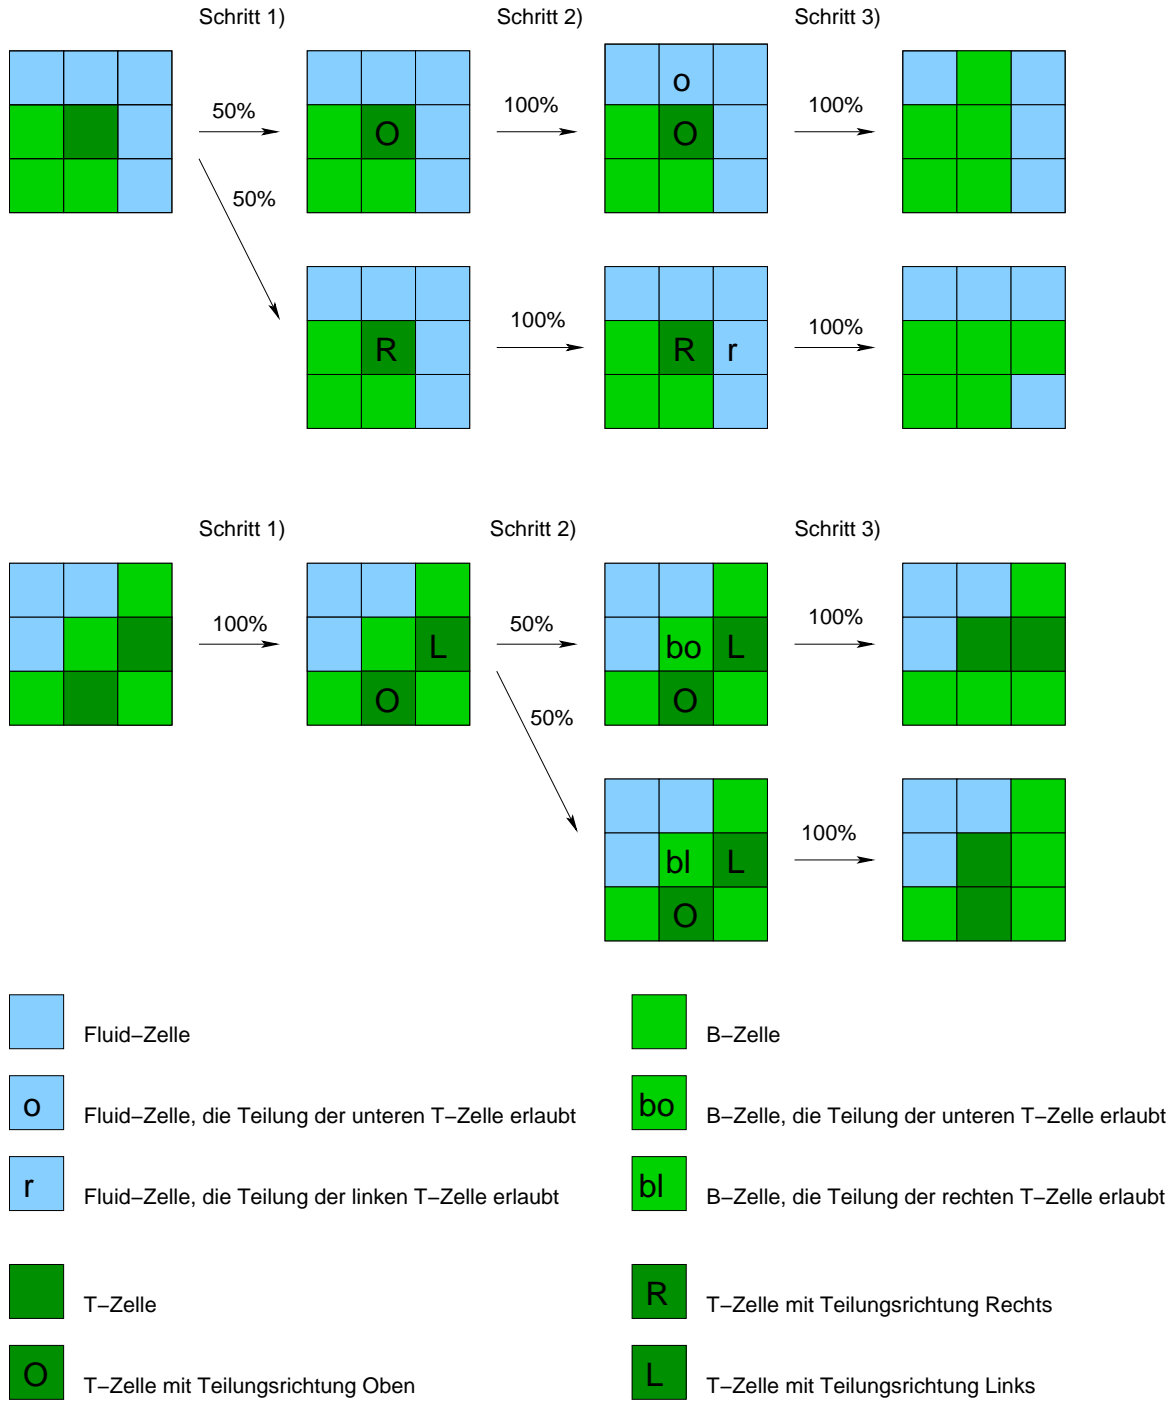 Schritt 1) Schritt 2) Schritt 3)
o
50% 100% 100%
O O
50%
100% 100%
R R r
Schritt 1) Schritt 2) Schritt 3)
100% 50% 100%
L bo L
O O
50%
100%
bl L
O
Fluid–Zelle B–Zelle
o Fluid–Zelle, die Teilung der unteren T–Zelle erlaubt bo B–Zelle, die Teilung der unteren T–Zelle erlaubt
r Fluid–Zelle, die Teilung der linken T–Zelle erlaubt bl B–Zelle, die Teilung der rechten T–Zelle erlaubt
T–Zelle R T–Zelle mit Teilungsrichtung Rechts
O T–Zelle mit Teilungsrichtung Oben L T–Zelle mit Teilungsrichtung Links